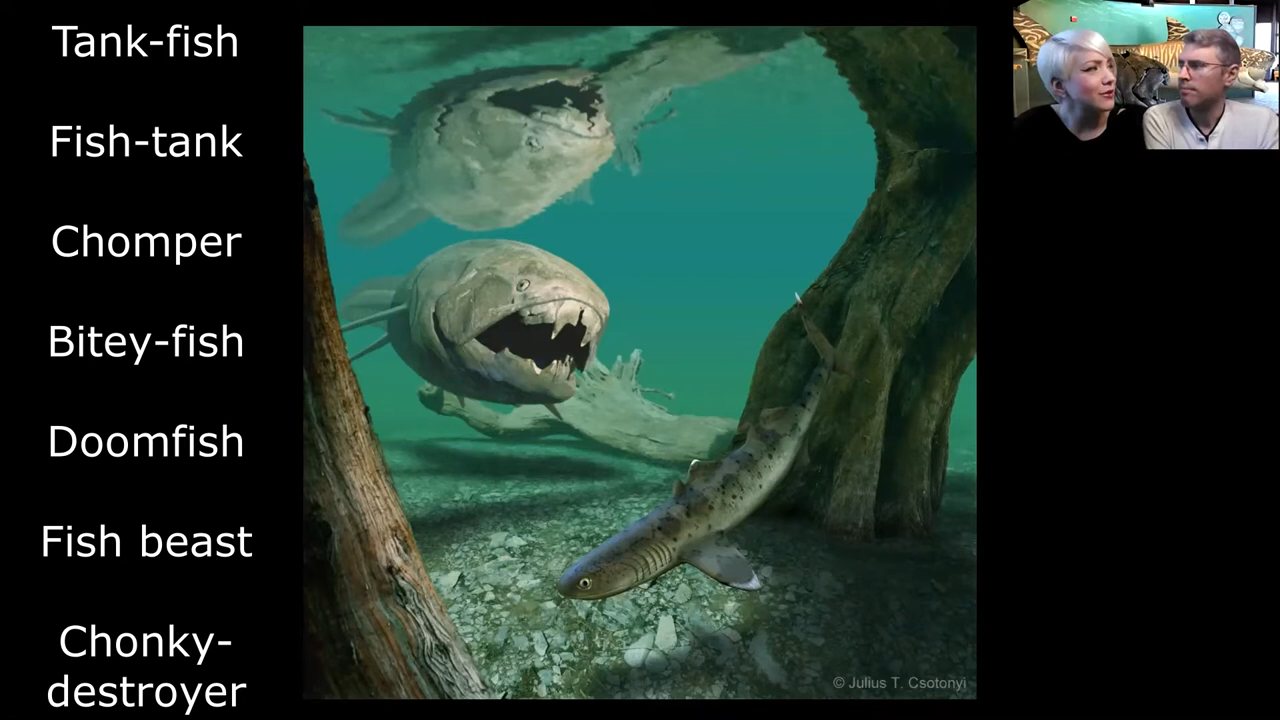 Tank-fish
Fish-tank
Chomper
Bitey-fish
Doomfish
Fish beast
Chonky-
destroyer
© Julius T. Csotonyi